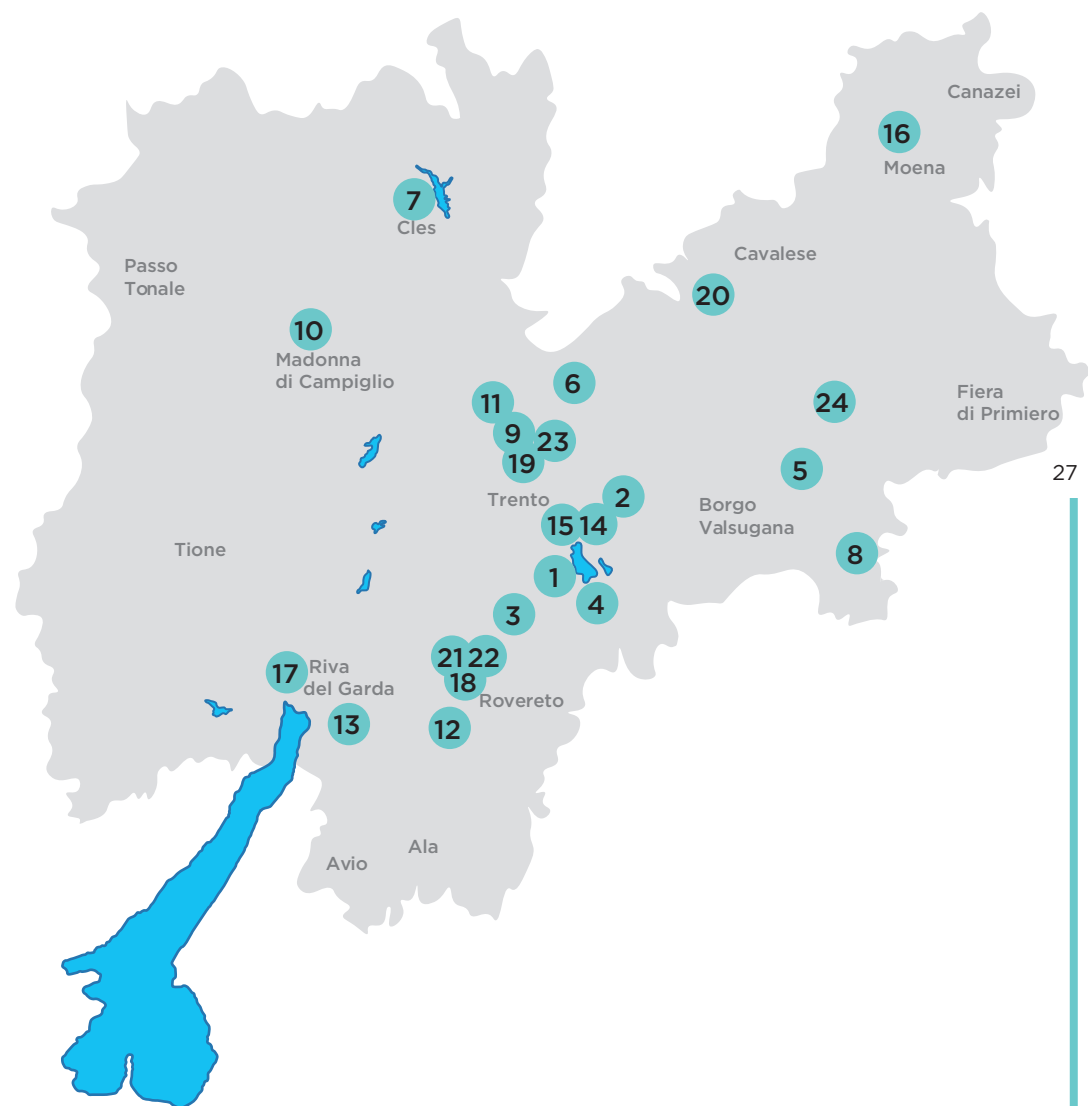 Canazei
16
Moena
7
Cles
Cavalese
Passo
Tonale
20
10
Madonna
di Campiglio
6
11
24
Fiera
di Primiero
9
23
19
5
27
Trento
2
Borgo
Valsugana
15
14
Tione
8
1
4
3
21
22
17
Riva
del Garda
18
Rovereto
13
12
Ala
Avio